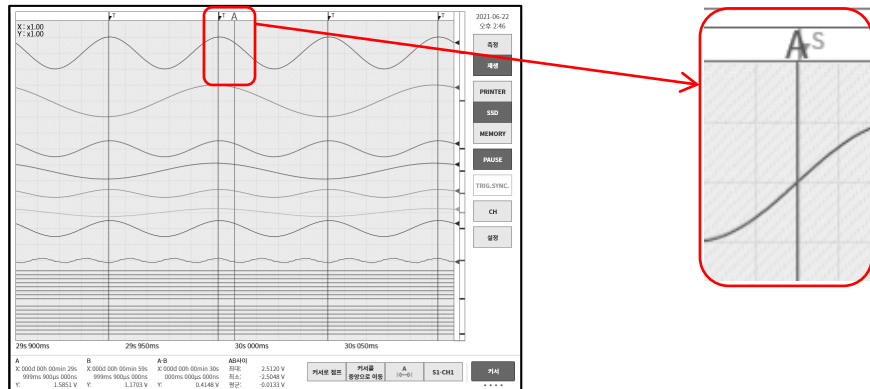 X: x1.00
Y: x1.00
T
T
A
T
T
2021-06-22
오후 2:46
측정
재생
PRINTER
SSD
MEMORY
PAUSE
TRIG.SYNC.
CH
설정
A
S
29s 900ms
29s 950ms
30s 000ms
30s 050ms
A
X: 000d 00h 00min 29s
999ms 900µs 000ns
Y: 1.5851 V
B
X: 000d 00h 00min 59s
999ms 900µs 000ns
Y: 1.1703 V
A-B
X: 000d 00h 00min 30s
000ms 000µs 000ns
Y: 0.4148 V
AB사이
최대: 2.5120 V
최소: -2.5048 V
평균: -0.0133 V
커서로 점프
커서를
중앙으로 이동
A
S1-CH1
커서